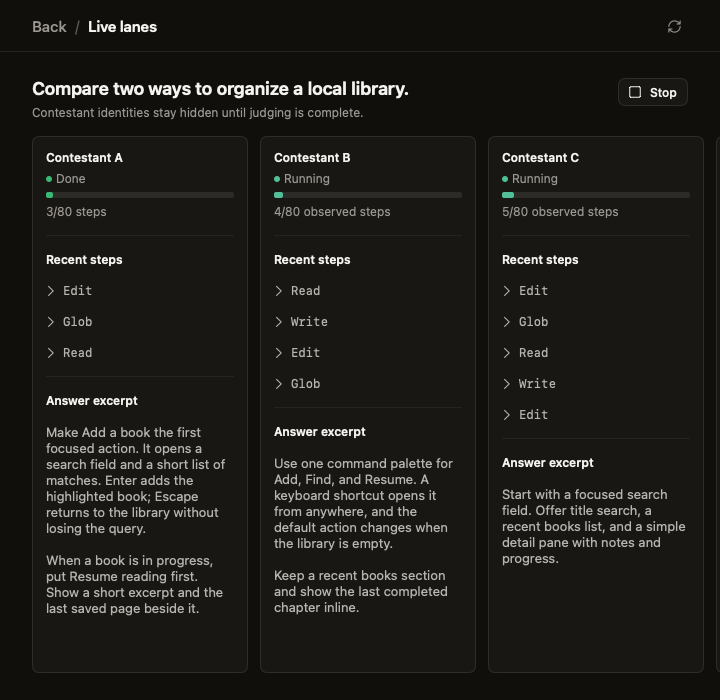 Back / Live lanes
Compare two ways to organize a local library.
Stop
Contestant identities stay hidden until judging is complete.
Contestant A
Done
3/80 steps
Recent steps
Edit
Glob
Read
Answer excerpt
Make Add a book the first
focused action. It opens a
search field and a short list of
matches. Enter adds the
highlighted book; Escape
returns to the library without
losing the query.
When a book is in progress,
put Resume reading first.
Show a short excerpt and the
last saved page beside it.
Contestant B
Running
4/80 observed steps
Recent steps
Read
Write
Edit
Glob
Answer excerpt
Use one command palette for
Add, Find, and Resume. A
keyboard shortcut opens it
from anywhere, and the
default action changes when
the library is empty.
Keep a recent books section
and show the last completed
chapter inline.
Contestant C
Running
5/80 observed steps
Recent steps
Edit
Glob
Read
Write
Edit
Answer excerpt
Start with a focused search
field. Offer title search, a
recent books list, and a simple
detail pane with notes and
progress.